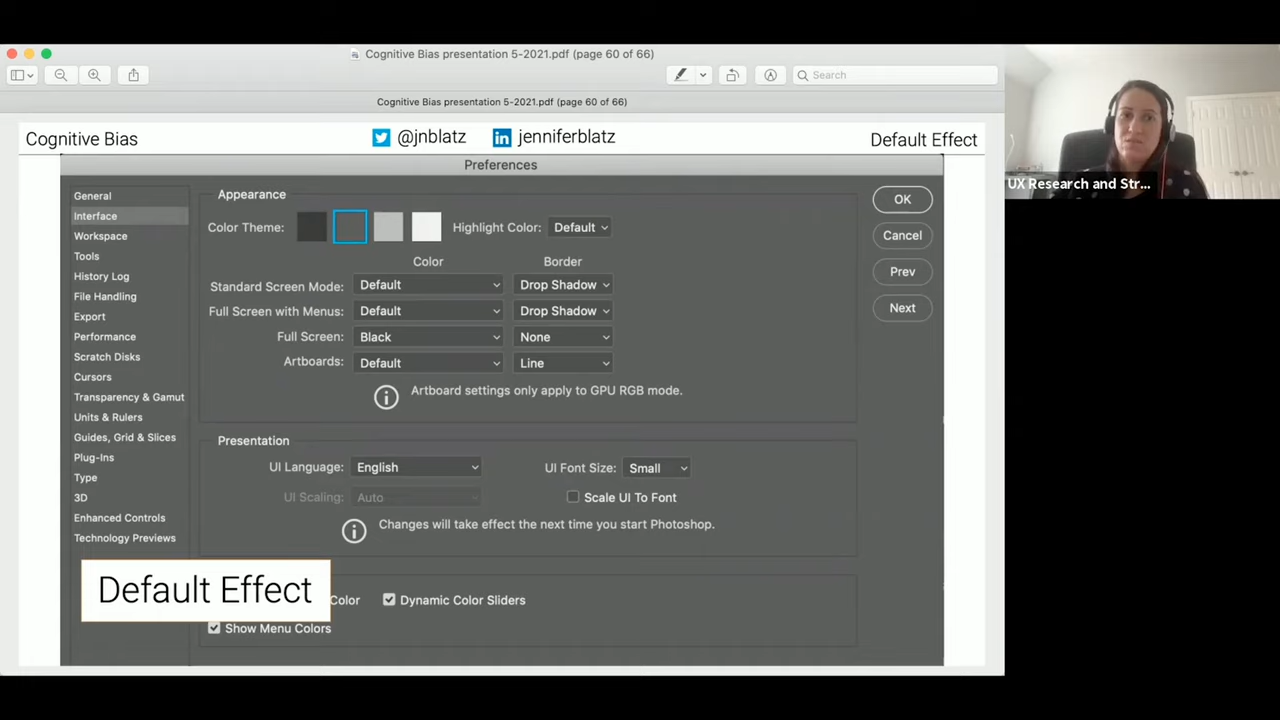 Cognitive Bias presentation 5-2021.pdf (page 60 of 66)
Search
Cognitive Bias presentation 5-2021.pdf (page 60 of 66)
Cognitive Bias
@jnblatz
in jenniferblatz
Default Effect
Preferences
General
Interface
Workspace
Tools
History Log
File Handling
Export
Performance
Scratch Disks
Cursors
Transparency & Gamut
Units & Rulers
Guides, Grid & Slices
Plug-Ins
Type
3D
Enhanced Controls
Technology Previews
Appearance
Color Theme:
Highlight Color: Default
Color Border
Standard Screen Mode: Default Drop Shadow
Full Screen with Menus: Default Drop Shadow
Full Screen: Black None
Artboards: Default Line
Artboard settings only apply to GPU RGB mode.
Presentation
UI Language: English UI Font Size: Small
UI Scaling: Auto Scale UI To Font
Changes will take effect the next time you start Photoshop.
Color Dynamic Color Sliders
Show Menu Colors
OK
Cancel
Prev
Next
Default Effect
UX Research and Str...